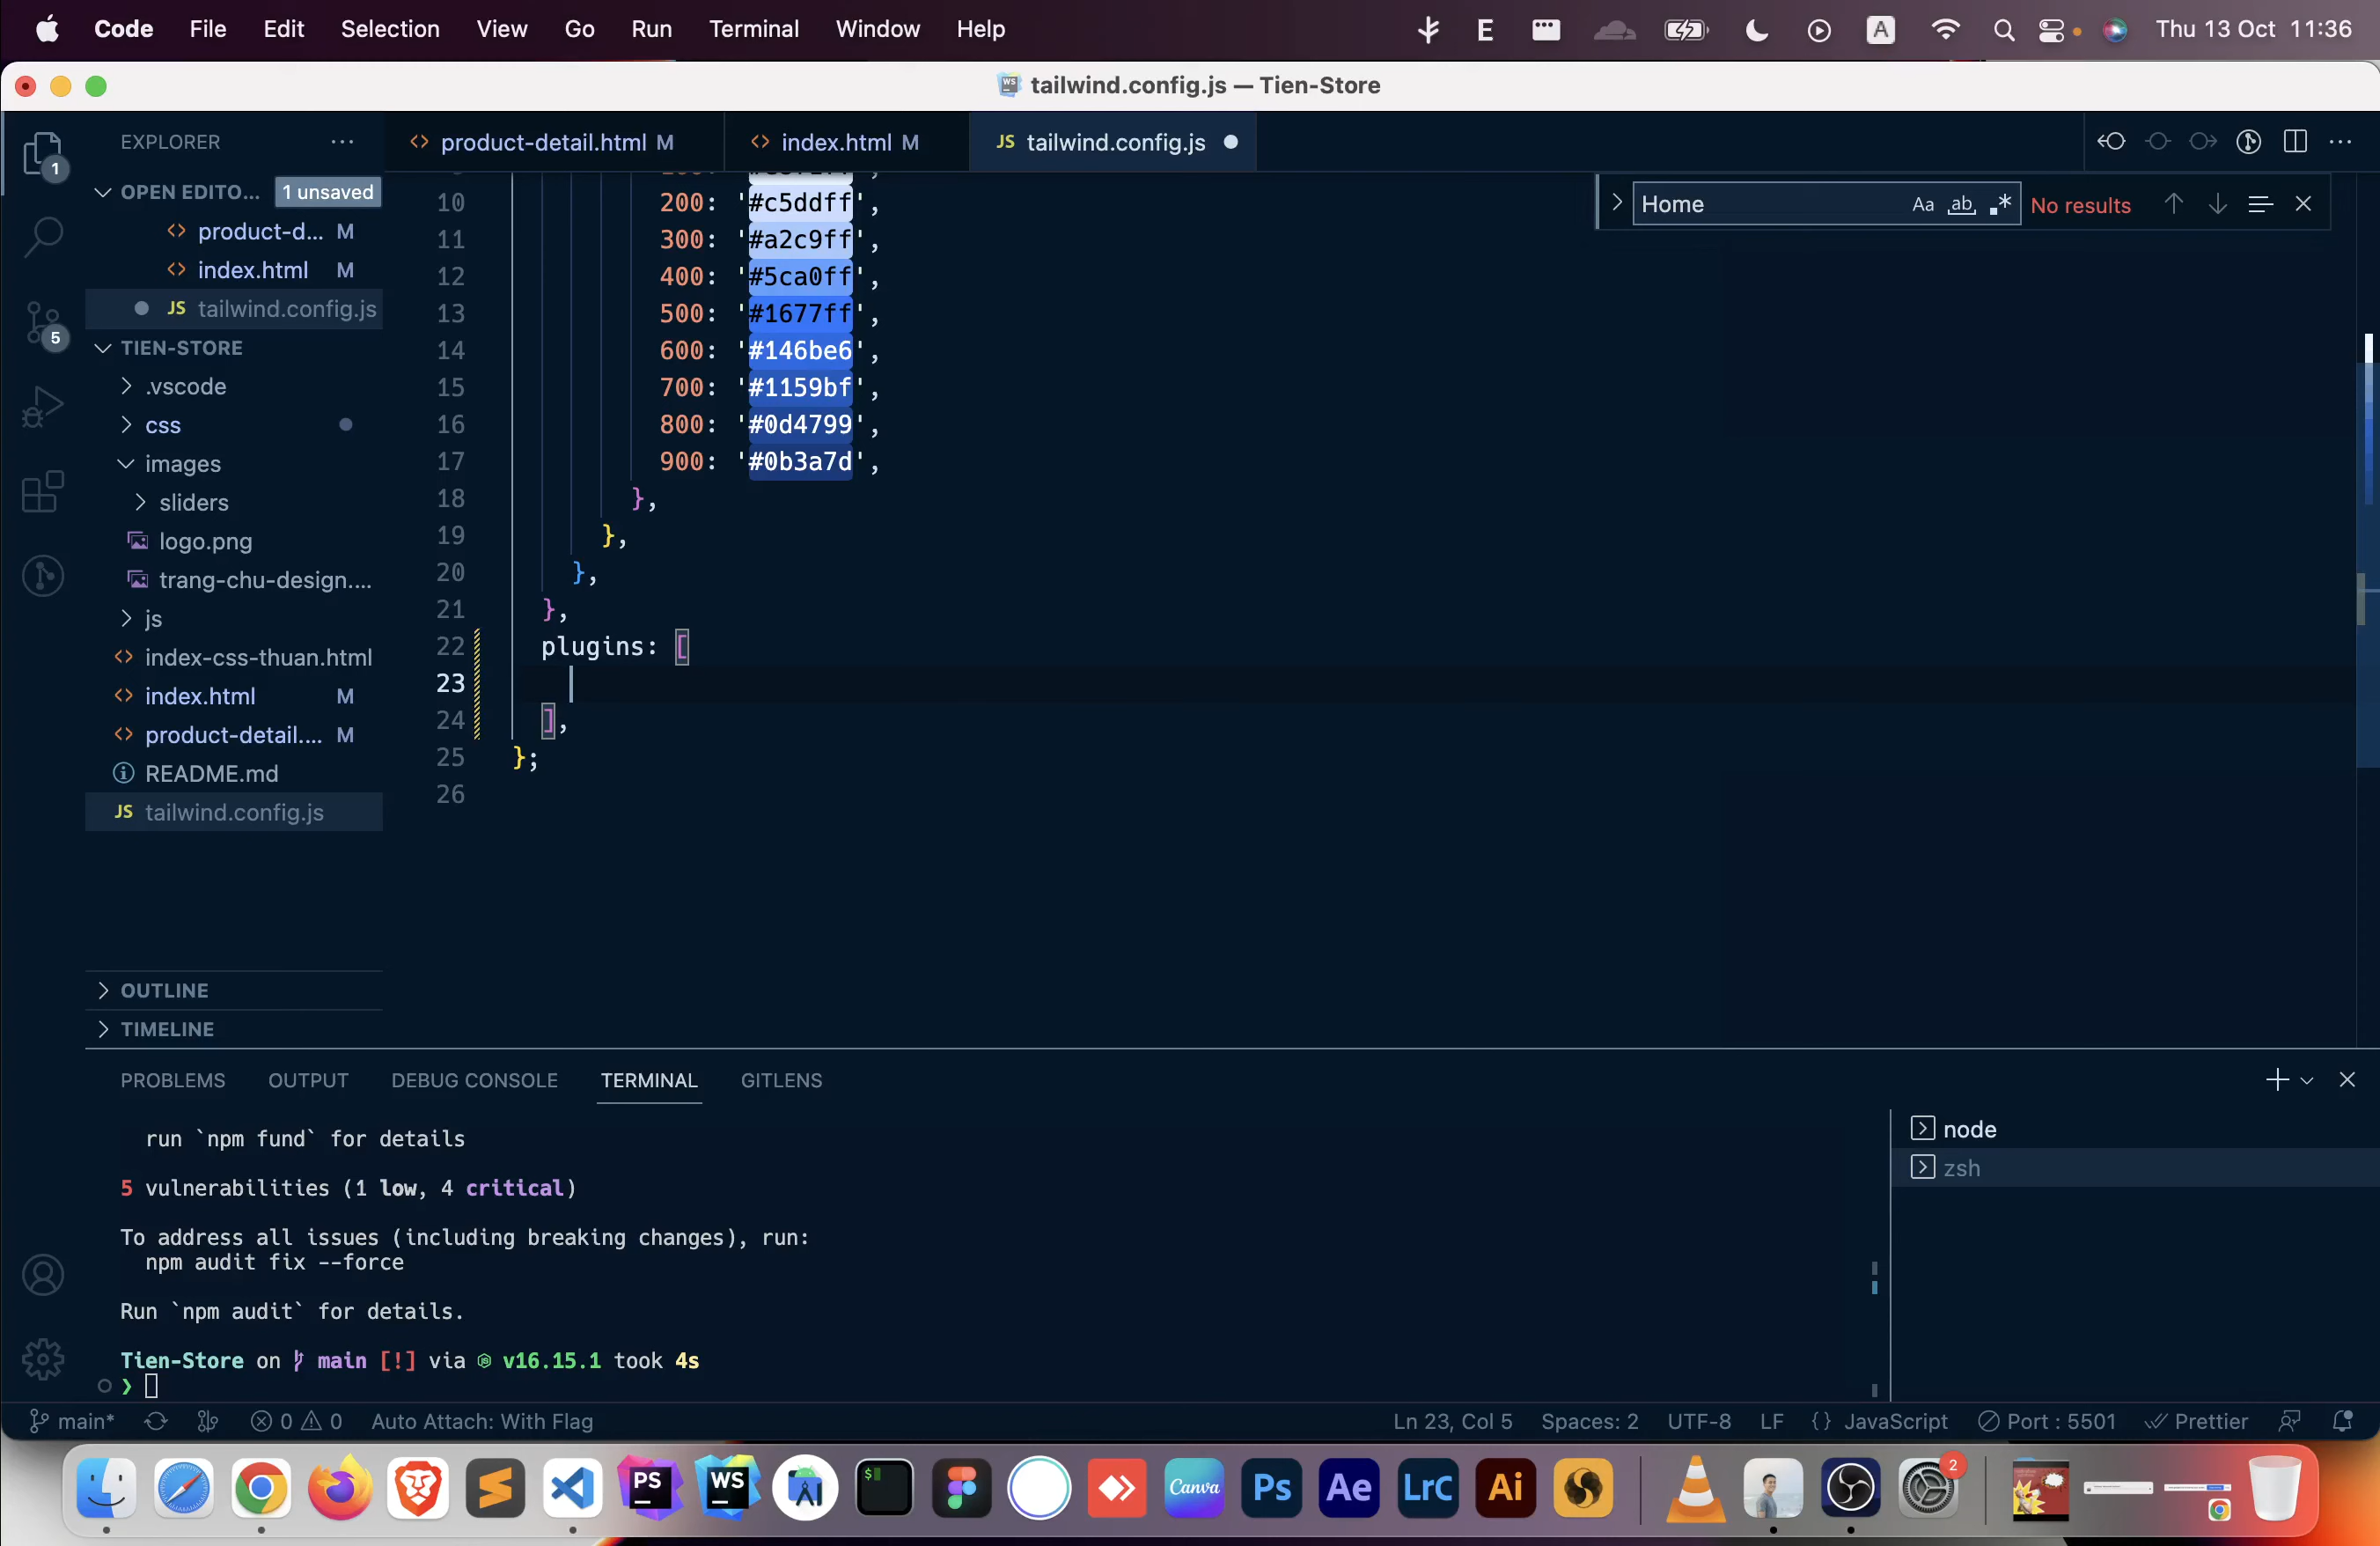 Code File Edit Selection View Go Run Terminal Window Help E A Thu 13 Oct 11:36
tailwind.config.js — Tien-Store
EXPLORER
product-detail.html M
index.html M
JS tailwind.config.js
1
OPEN EDITO... 1 unsaved
product-d... M
index.html M
JS tailwind.config.js
5
TIEN-STORE
.vscode
css
images
sliders
logo.png
trang-chu-design....
js
index-css-thuan.html
index.html M
product-detail.... M
README.md
JS tailwind.config.js
OUTLINE
TIMELINE
Home Aa ab .* No results
10 200: '#c5ddff',
11 300: '#a2c9ff',
12 400: '#5ca0ff',
13 500: '#1677ff',
14 600: '#146be6',
15 700: '#1159bf',
16 800: '#0d4799',
17 900: '#0b3a7d',
18 },
19 },
20 },
21 },
22 plugins: [
23
24 ],
25 };
26
PROBLEMS OUTPUT DEBUG CONSOLE TERMINAL GITLENS
run `npm fund` for details
5 vulnerabilities (1 low, 4 critical)
To address all issues (including breaking changes), run:
npm audit fix --force
Run `npm audit` for details.
Tien-Store on main [!] via v16.15.1 took 4s
❯
node
zsh
main* 0 0 Auto Attach: With Flag Ln 23, Col 5 Spaces: 2 UTF-8 LF {} JavaScript Port : 5501 Prettier
PS WS $ Canva Ps Ae LrC Ai 2